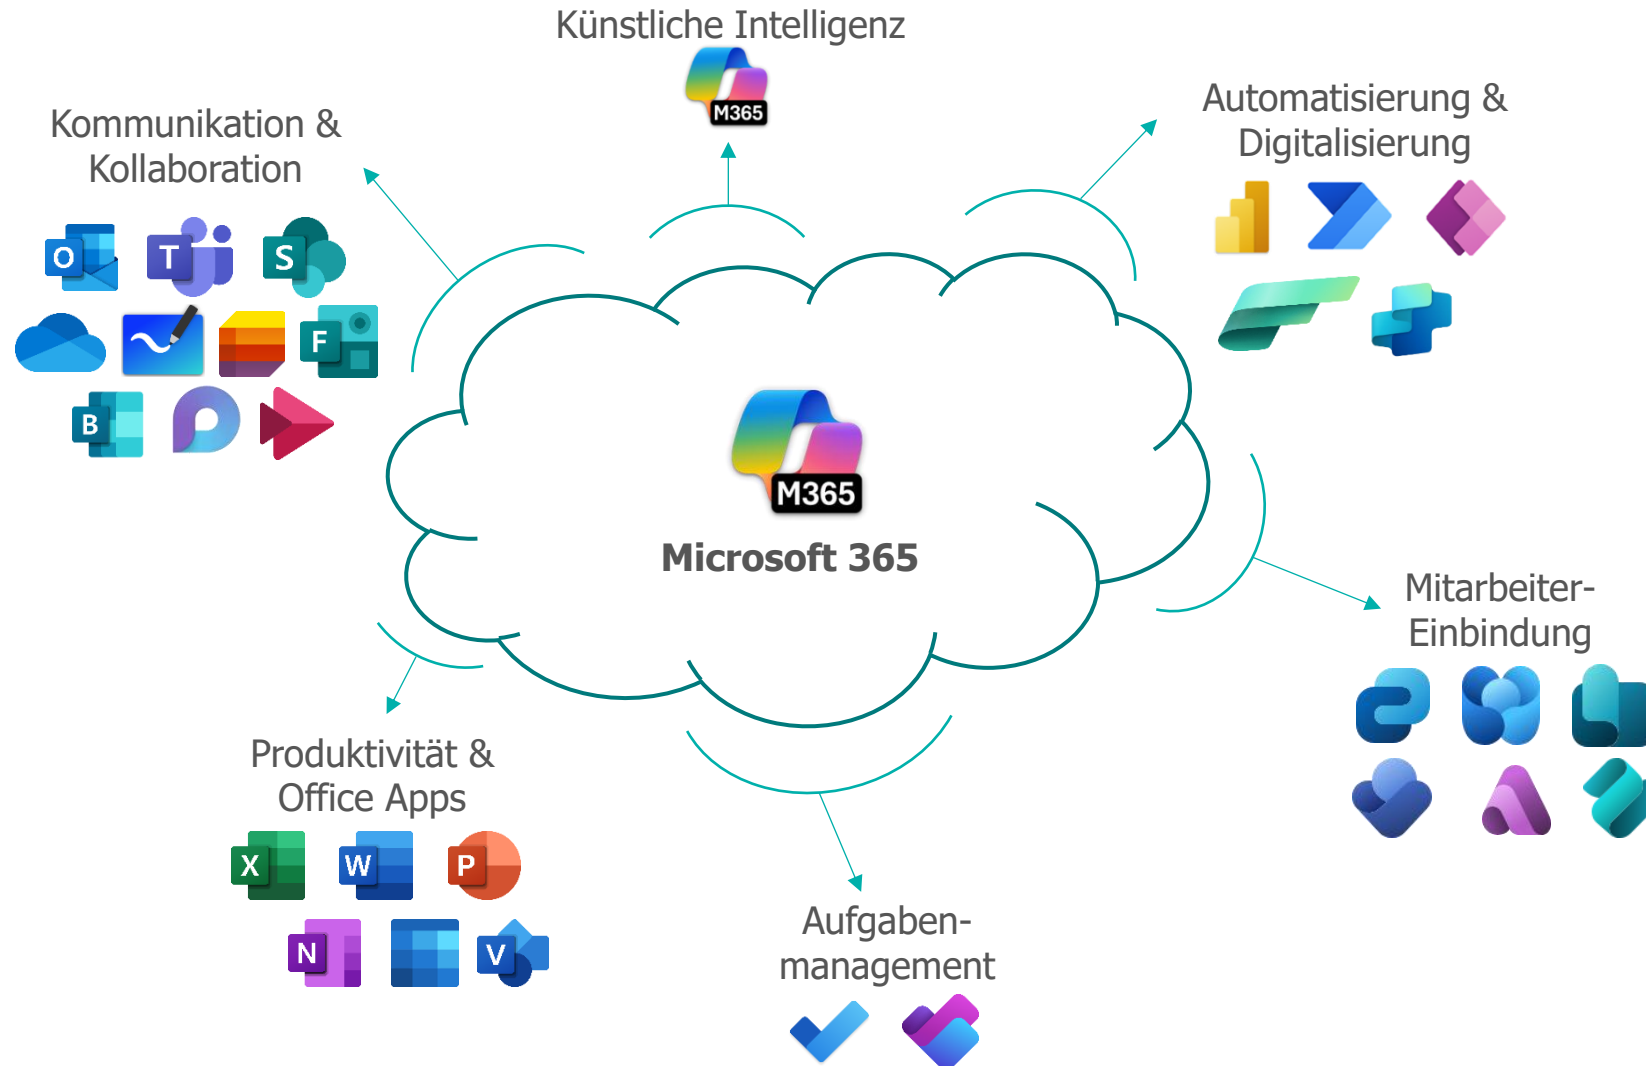 Künstliche Intelligenz
M365
Kommunikation &
Kollaboration
O
T
S
F
B
Automatisierung &
Digitalisierung
M365
Microsoft 365
Mitarbeiter-
Einbindung
Produktivität &
Office Apps
X
W
P
N
V
Aufgaben-
management